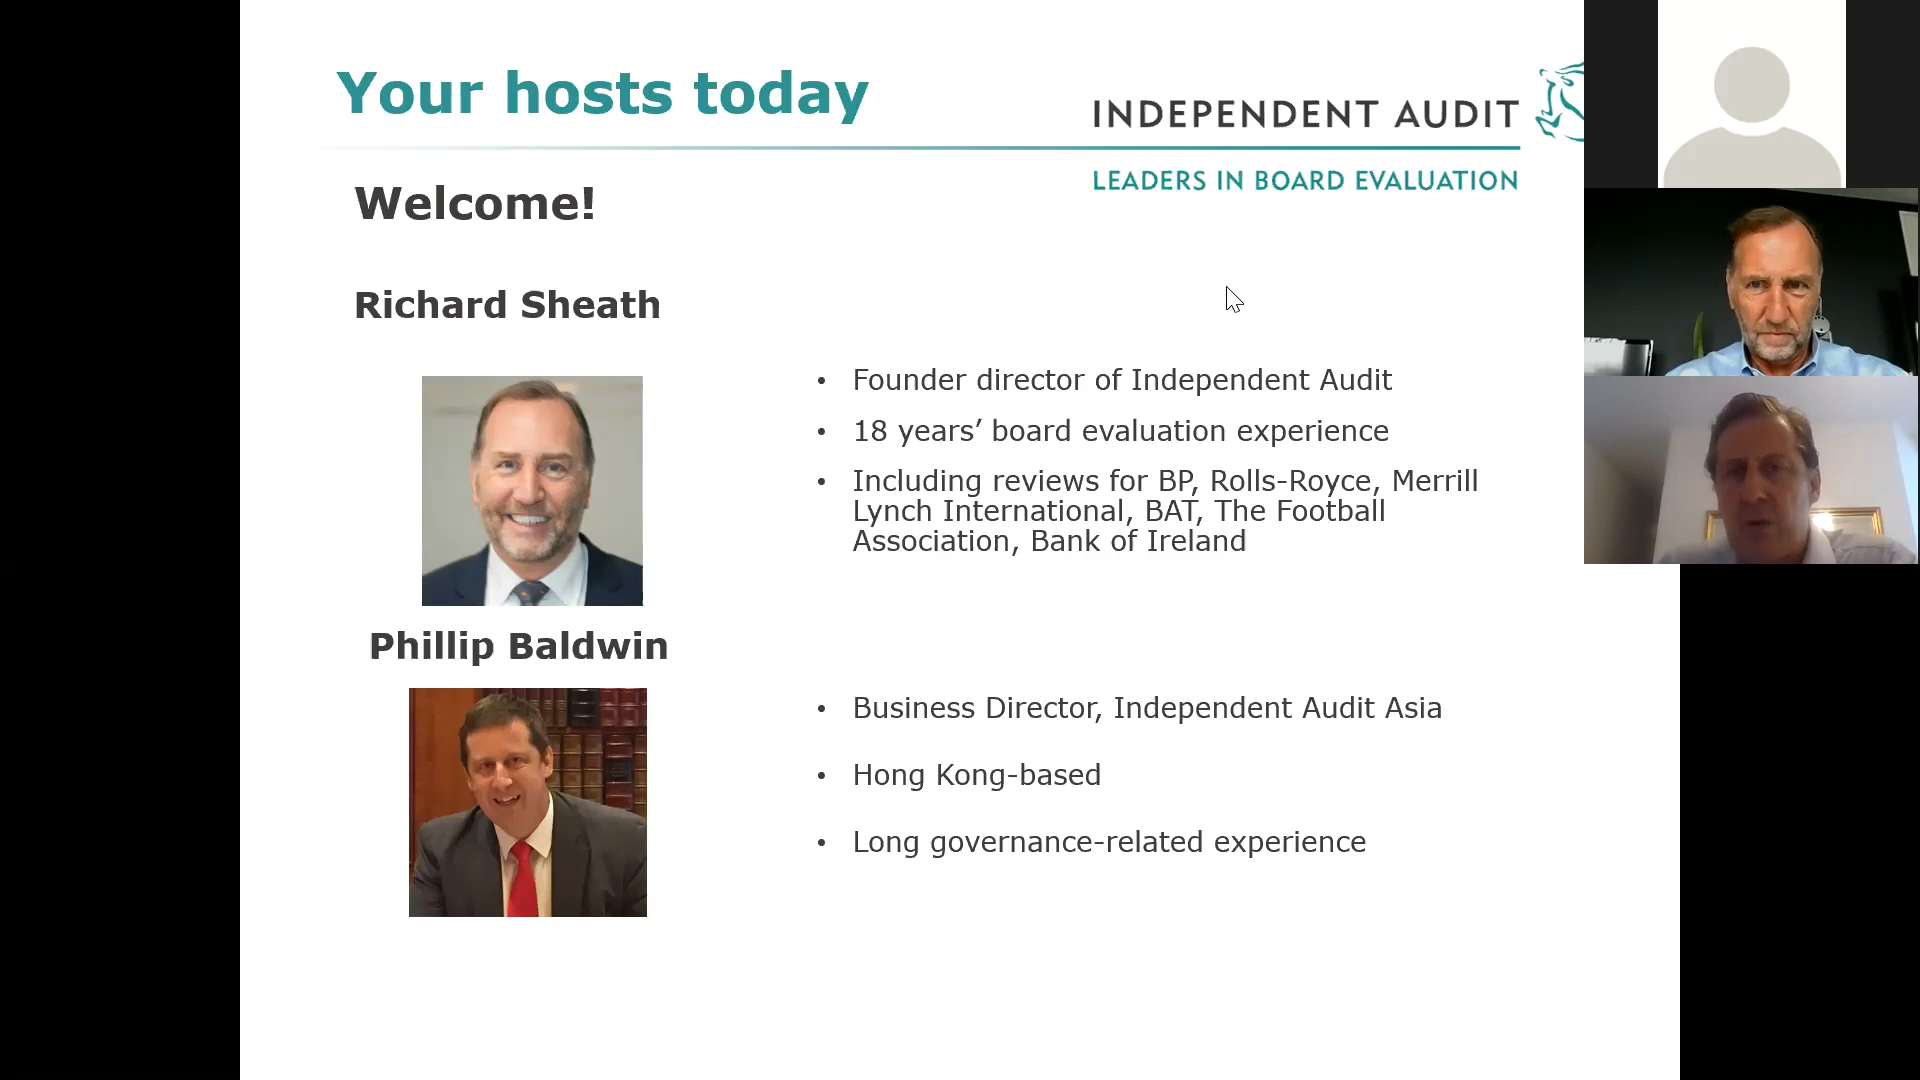 Your hosts today
INDEPENDENT AUDIT
LEADERS IN BOARD EVALUATION
Welcome!
Richard Sheath
• Founder director of Independent Audit
• 18 years’ board evaluation experience
• Including reviews for BP, Rolls-Royce, Merrill
Lynch International, BAT, The Football
Association, Bank of Ireland
Phillip Baldwin
• Business Director, Independent Audit Asia
• Hong Kong-based
• Long governance-related experience